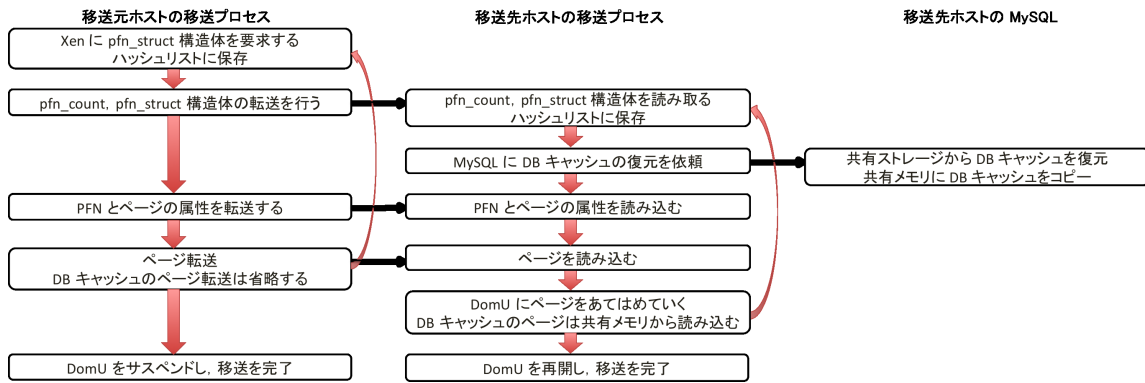 移送元ホストの移送プロセス
Xen に pfn_struct 構造体を要求する
ハッシュリストに保存
pfn_count, pfn_struct 構造体の転送を行う
PFN とページの属性を転送する
ページ転送
DB キャッシュのページ転送は省略する
DomU をサスペンドし, 移送を完了
移送先ホストの移送プロセス
pfn_count, pfn_struct 構造体を読み取る
ハッシュリストに保存
MySQL に DB キャッシュの復元を依頼
PFN とページの属性を読み込む
ページを読み込む
DomU にページをあてはめていく
DB キャッシュのページは共有メモリから読み込む
DomU を再開し, 移送を完了
移送先ホストの MySQL
共有ストレージから DB キャッシュを復元
共有メモリに DB キャッシュをコピー